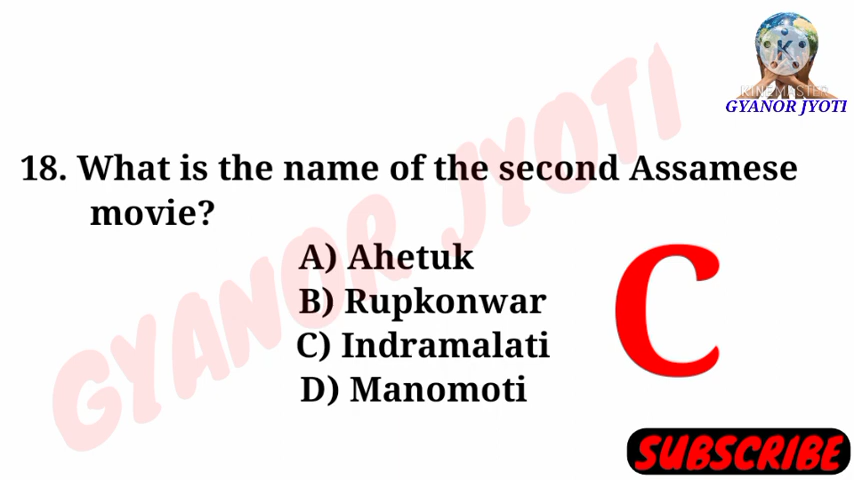 K
KINEMASTER
GYANOR JYOTI
GYANOR JYOTI
18. What is the name of the second Assamese
movie?
A) Ahetuk
B) Rupkonwar
C) Indramalati
D) Manomoti
C
SUBSCRIBE